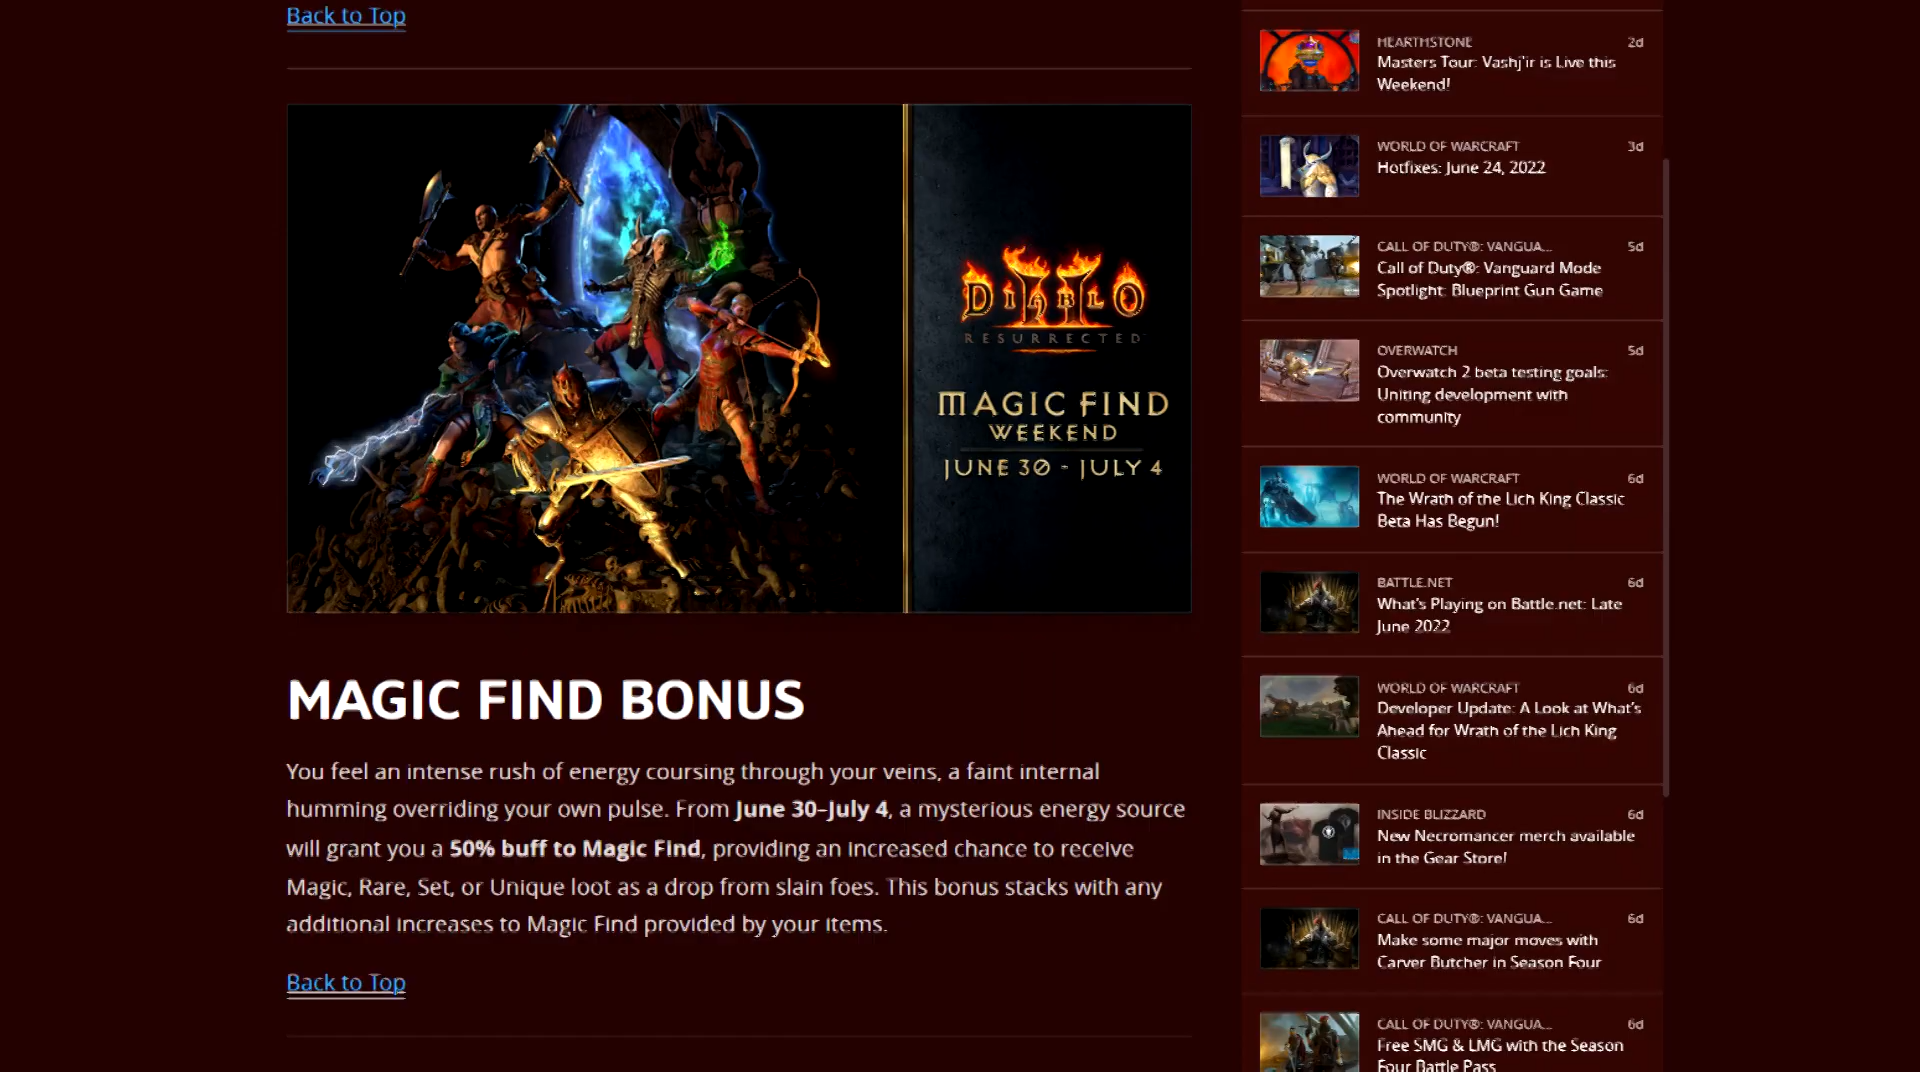 Back to Top
DIABLO II
RESURRECTED
MAGIC FIND
WEEKEND
JUNE 30 - JULY 4
MAGIC FIND BONUS
You feel an intense rush of energy coursing through your veins, a faint internal
humming overriding your own pulse. From June 30–July 4, a mysterious energy source
will grant you a 50% buff to Magic Find, providing an increased chance to receive
Magic, Rare, Set, or Unique loot as a drop from slain foes. This bonus stacks with any
additional increases to Magic Find provided by your items.
Back to Top
HEARTHSTONE 2d
Masters Tour: Vashj'ir is Live this
Weekend!
WORLD OF WARCRAFT 3d
Hotfixes: June 24, 2022
CALL OF DUTY®: VANGUA... 5d
Call of Duty®: Vanguard Mode
Spotlight: Blueprint Gun Game
OVERWATCH 5d
Overwatch 2 beta testing goals:
Uniting development with
community
WORLD OF WARCRAFT 6d
The Wrath of the Lich King Classic
Beta Has Begun!
BATTLE.NET 6d
What's Playing on Battle.net: Late
June 2022
WORLD OF WARCRAFT 6d
Developer Update: A Look at What's
Ahead for Wrath of the Lich King
Classic
INSIDE BLIZZARD 6d
New Necromancer merch available
in the Gear Store!
CALL OF DUTY®: VANGUA... 6d
Make some major moves with
Carver Butcher in Season Four
CALL OF DUTY®: VANGUA... 6d
Free SMG & LMG with the Season
Four Battle Pass